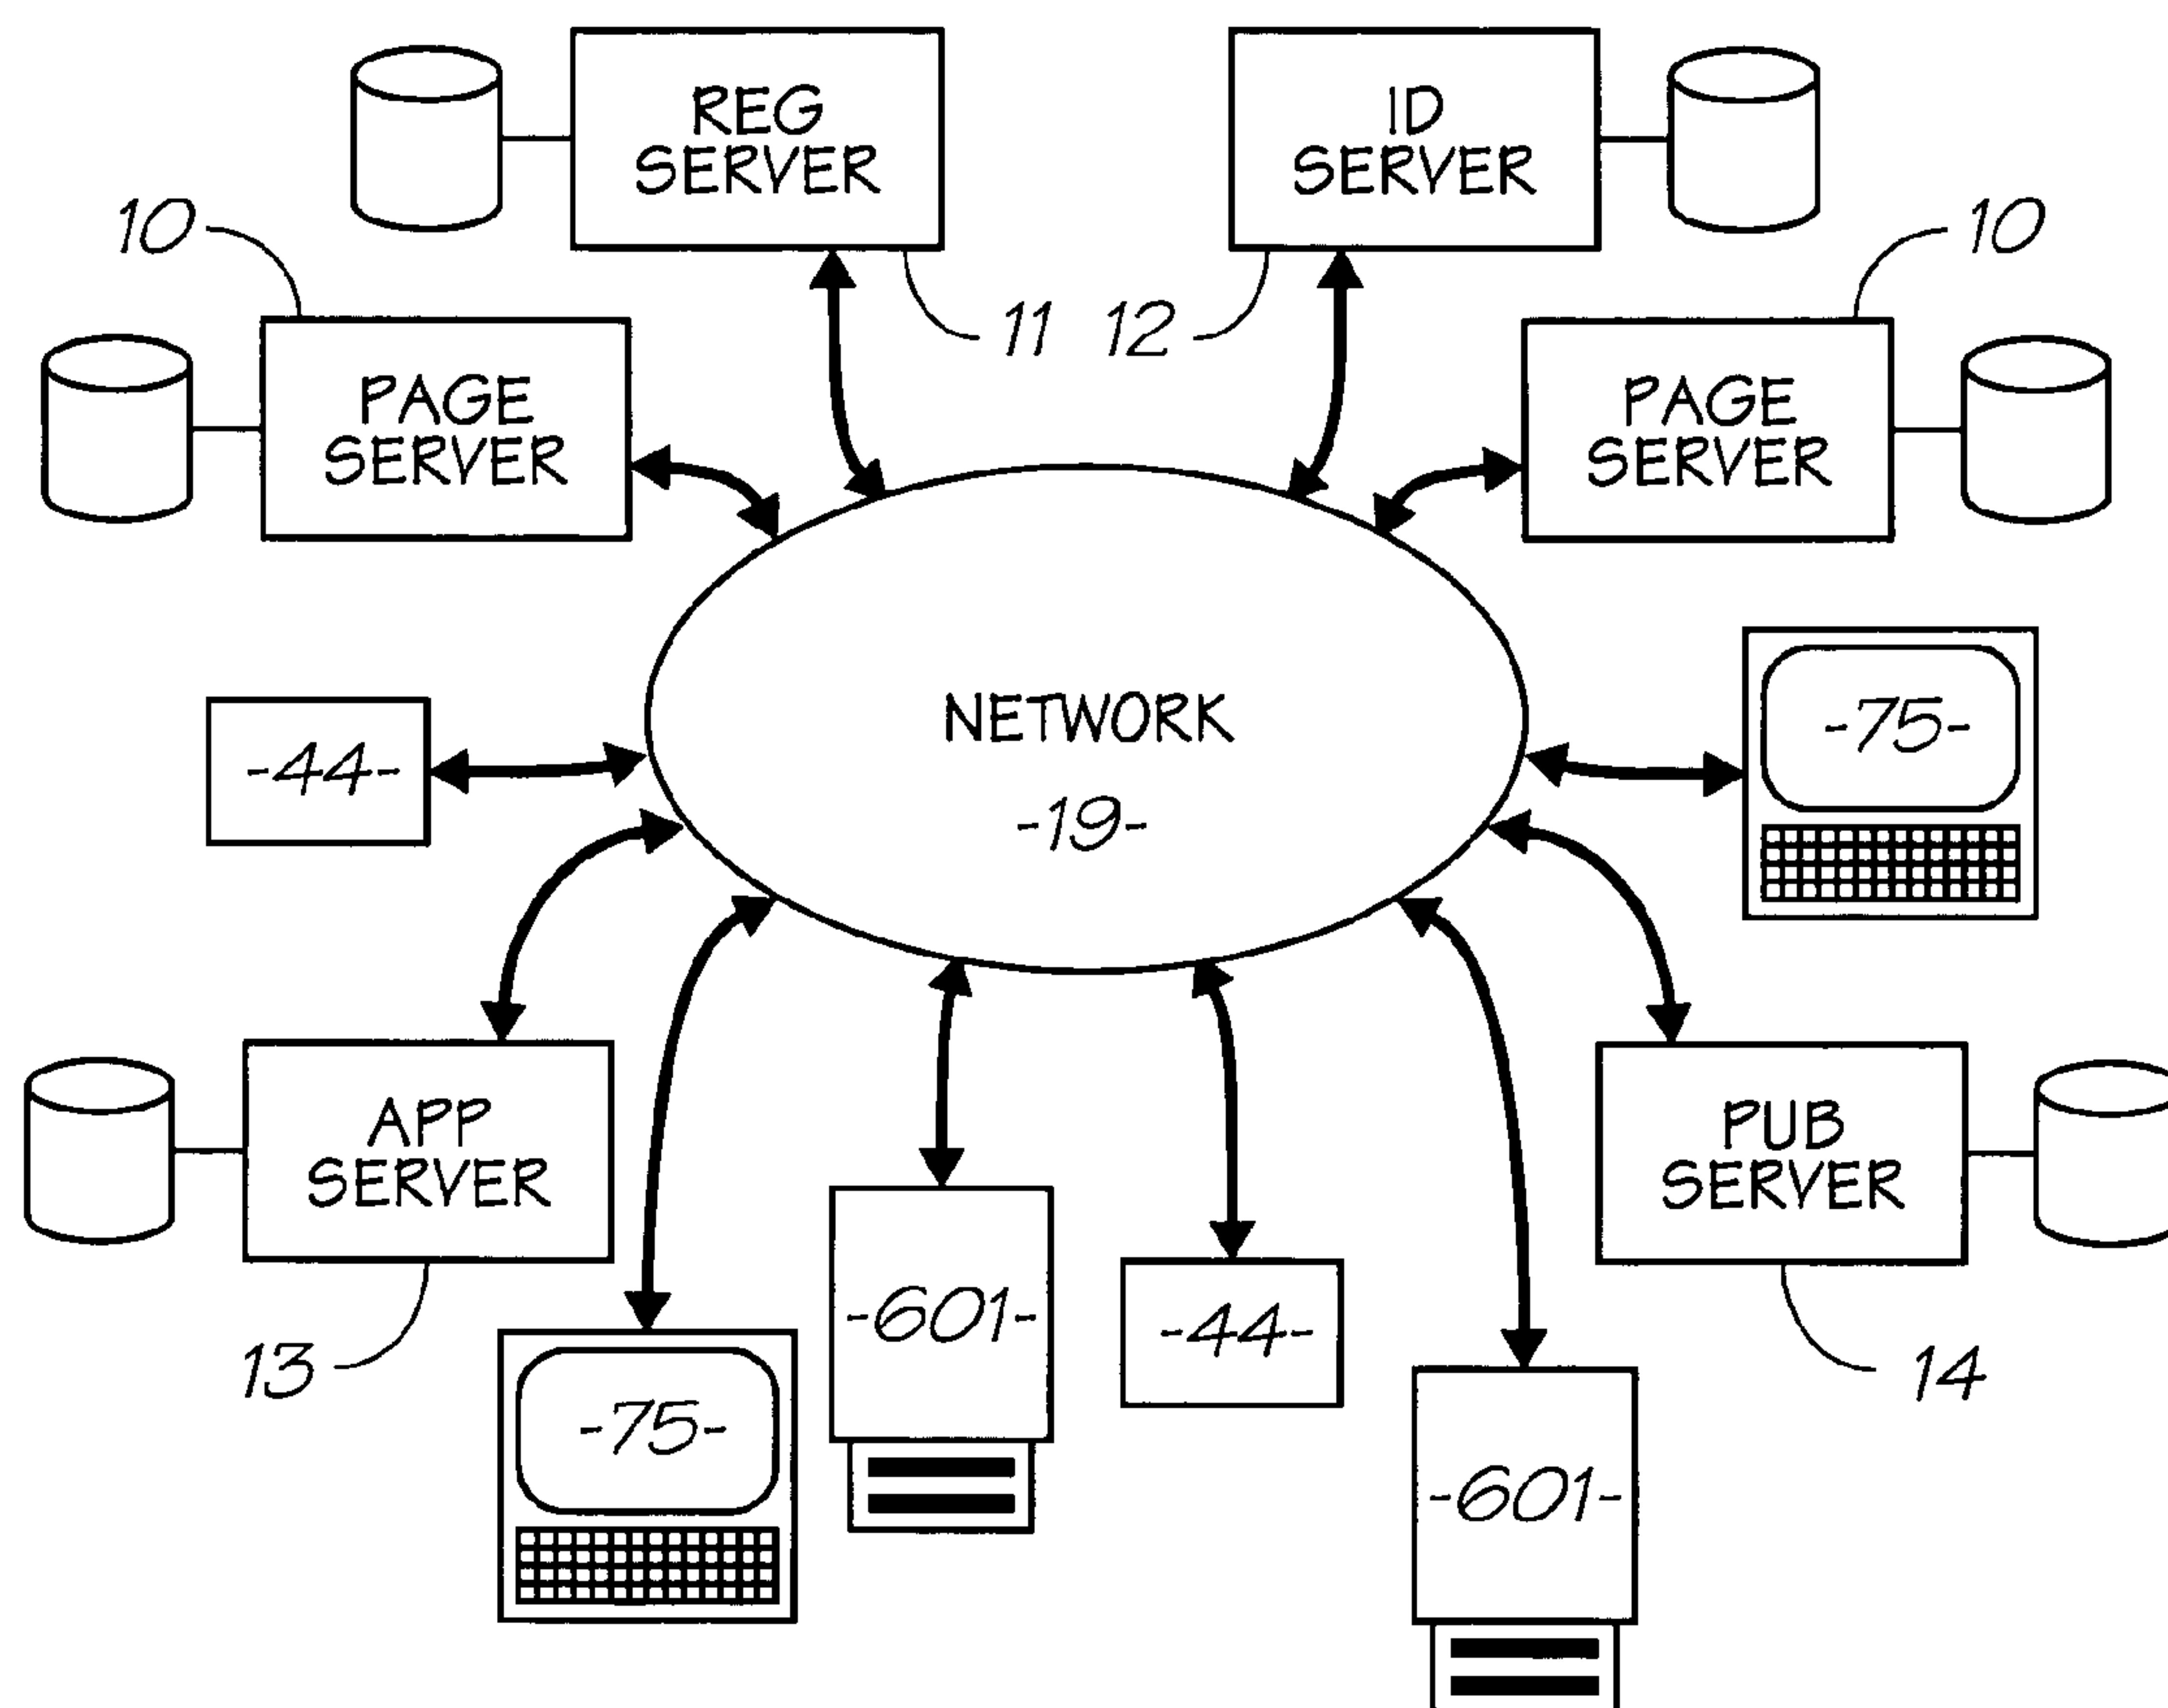 REG
SERVER
ID
SERVER
10
10
11
12
PAGE
SERVER
PAGE
SERVER
NETWORK
-19-
-75-
-44-
APP
SERVER
PUB
SERVER
-601-
-44-
13
14
-75-
-601-